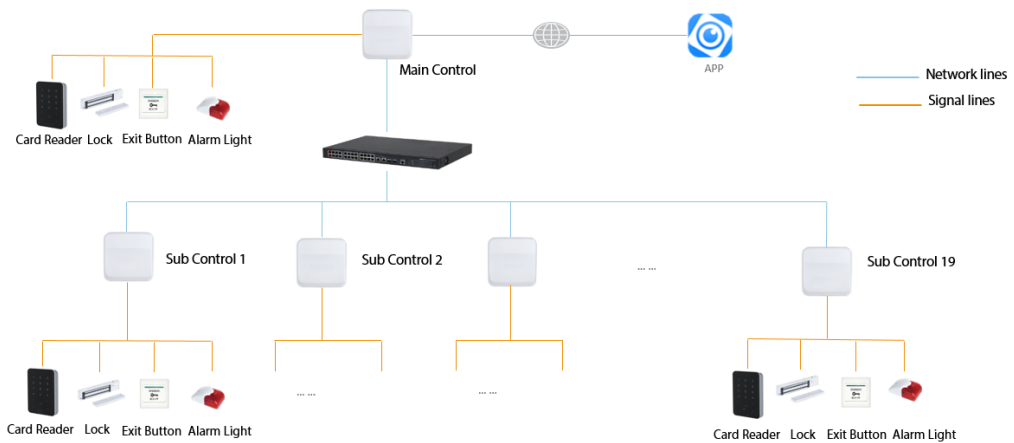 Main Control
APP
Network lines
Signal lines
Card Reader
Lock
Exit Button
Alarm Light
Sub Control 1
Sub Control 2
... ...
Sub Control 19
... ...
... ...
Card Reader
Lock
Exit Button
Alarm Light
Card Reader
Lock
Exit Button
Alarm Light